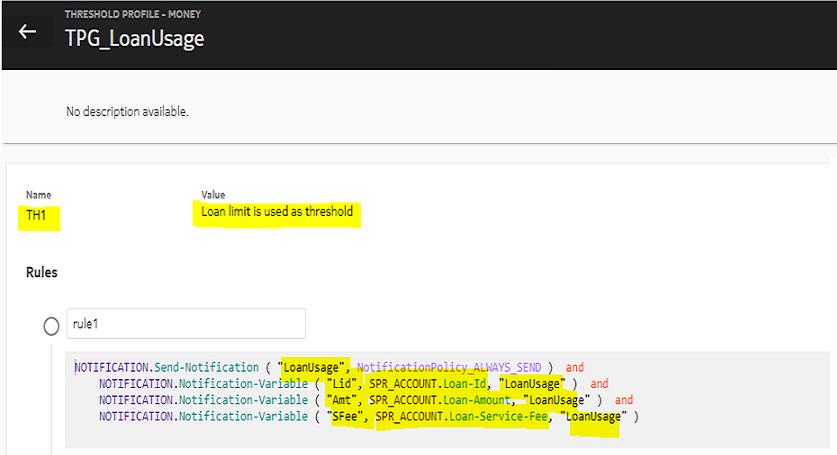 THRESHOLD PROFILE – MONEY
TPG_LoanUsage
No description available.
Name Value
TH1 Loan limit is used as threshold
Rules
rule1
NOTIFICATION.Send-Notification ( "LoanUsage", NotificationPolicy_ALWAYS_SEND ) and
NOTIFICATION.Notification-Variable ( "Lid", SPR_ACCOUNT.Loan-Id, "LoanUsage" ) and
NOTIFICATION.Notification-Variable ( "Amt", SPR_ACCOUNT.Loan-Amount, "LoanUsage" ) and
NOTIFICATION.Notification-Variable ( "SFee", SPR_ACCOUNT.Loan-Service-Fee, "LoanUsage" )